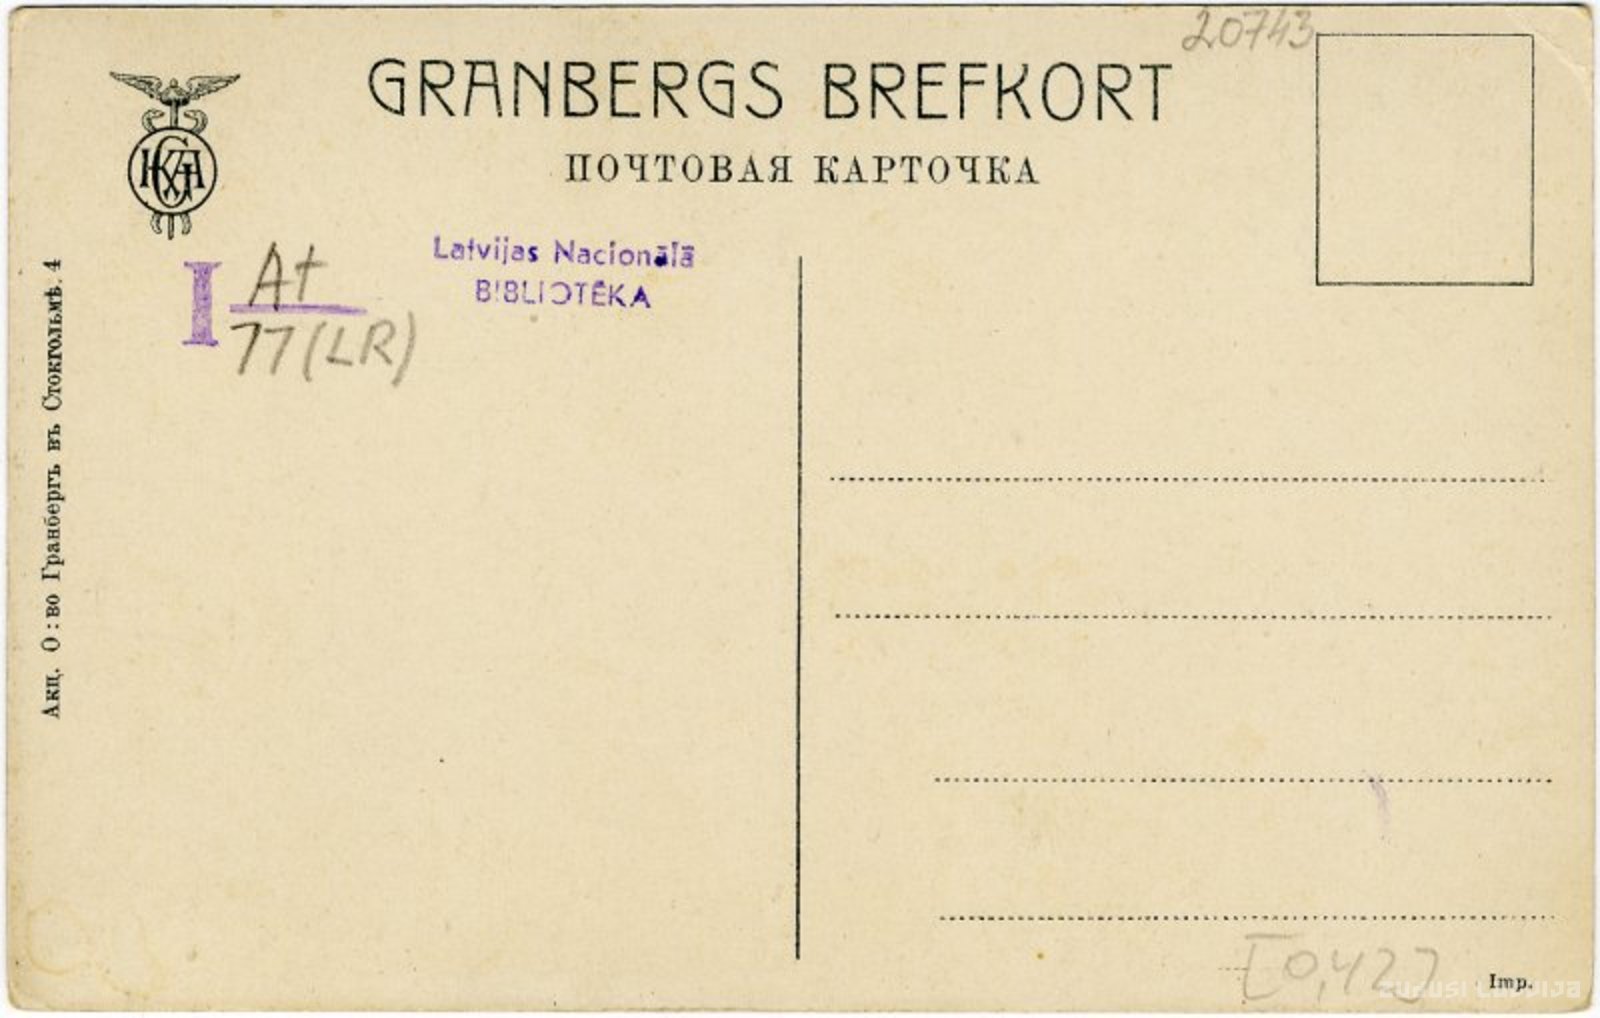 20743
GRANBERGS BREFKORT
ПОЧТОВАЯ КАРТОЧКА
Latvijas Nacionālā
BIBLIOTĒKA
I At
77 (LR)
Акц. О:во Гранбергъ въ Стокгольмѣ. 4
[0,42]
Imp.
ZUDUSI LATVIJA